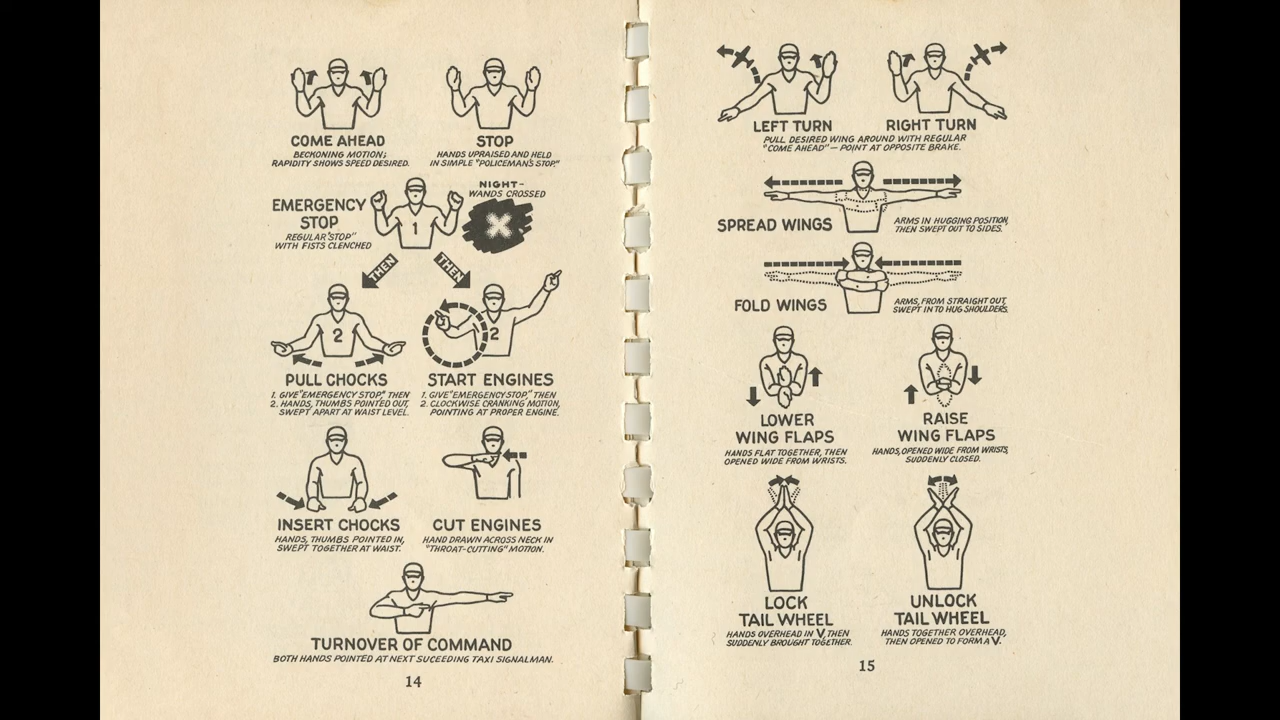 COME AHEAD
BECKONING MOTION;
RAPIDITY SHOWS SPEED DESIRED.
STOP
HANDS UPRAISED AND HELD
IN SIMPLE "POLICEMAN'S STOP."
EMERGENCY
STOP
REGULAR "STOP"
WITH FISTS CLENCHED
1
NIGHT-
WANDS CROSSED
THEN
THEN
2
PULL CHOCKS
1. GIVE "EMERGENCY STOP," THEN
2. HANDS, THUMBS POINTED OUT,
SWEPT APART AT WAIST LEVEL.
2
START ENGINES
1. GIVE "EMERGENCY STOP," THEN
2. CLOCKWISE CRANKING MOTION,
POINTING AT PROPER ENGINE.
INSERT CHOCKS
HANDS, THUMBS POINTED IN,
SWEPT TOGETHER AT WAIST.
CUT ENGINES
HAND DRAWN ACROSS NECK IN
"THROAT-CUTTING" MOTION.
TURNOVER OF COMMAND
BOTH HANDS POINTED AT NEXT SUCEEDING TAXI SIGNALMAN.
14
LEFT TURN
RIGHT TURN
PULL DESIRED WING AROUND WITH REGULAR
"COME AHEAD" — POINT AT OPPOSITE BRAKE.
SPREAD WINGS
ARMS IN HUGGING POSITION,
THEN SWEPT OUT TO SIDES.
FOLD WINGS
ARMS, FROM STRAIGHT OUT,
SWEPT IN TO HUG SHOULDERS.
LOWER
WING FLAPS
HANDS FLAT TOGETHER, THEN
OPENED WIDE FROM WRISTS.
RAISE
WING FLAPS
HANDS, OPENED WIDE FROM WRISTS,
SUDDENLY CLOSED.
LOCK
TAIL WHEEL
HANDS OVERHEAD IN V, THEN
SUDDENLY BROUGHT TOGETHER.
UNLOCK
TAIL WHEEL
HANDS TOGETHER OVERHEAD,
THEN OPENED TO FORM A V.
15